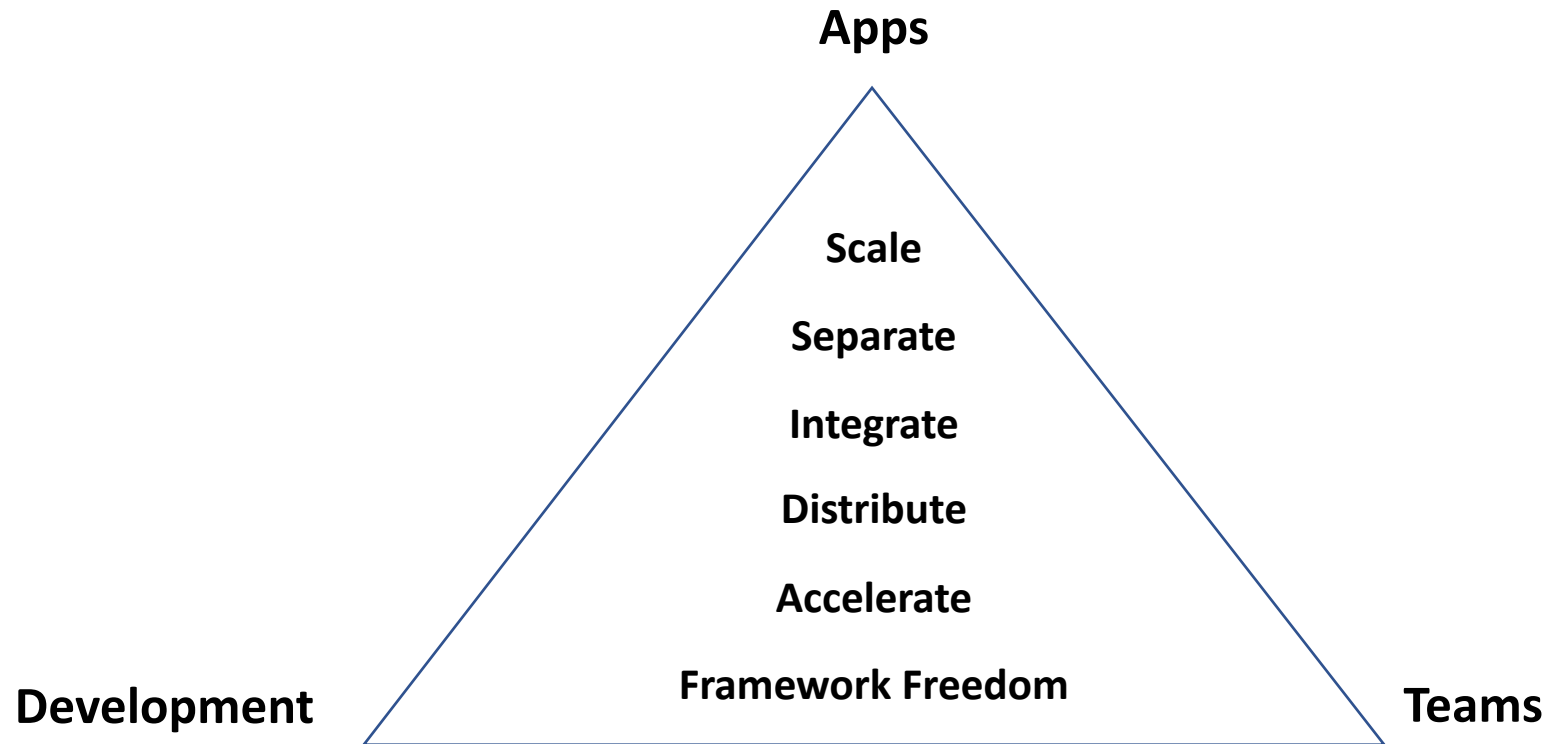 Apps
Scale
Separate
Integrate
Distribute
Accelerate
Framework Freedom
Development
Teams